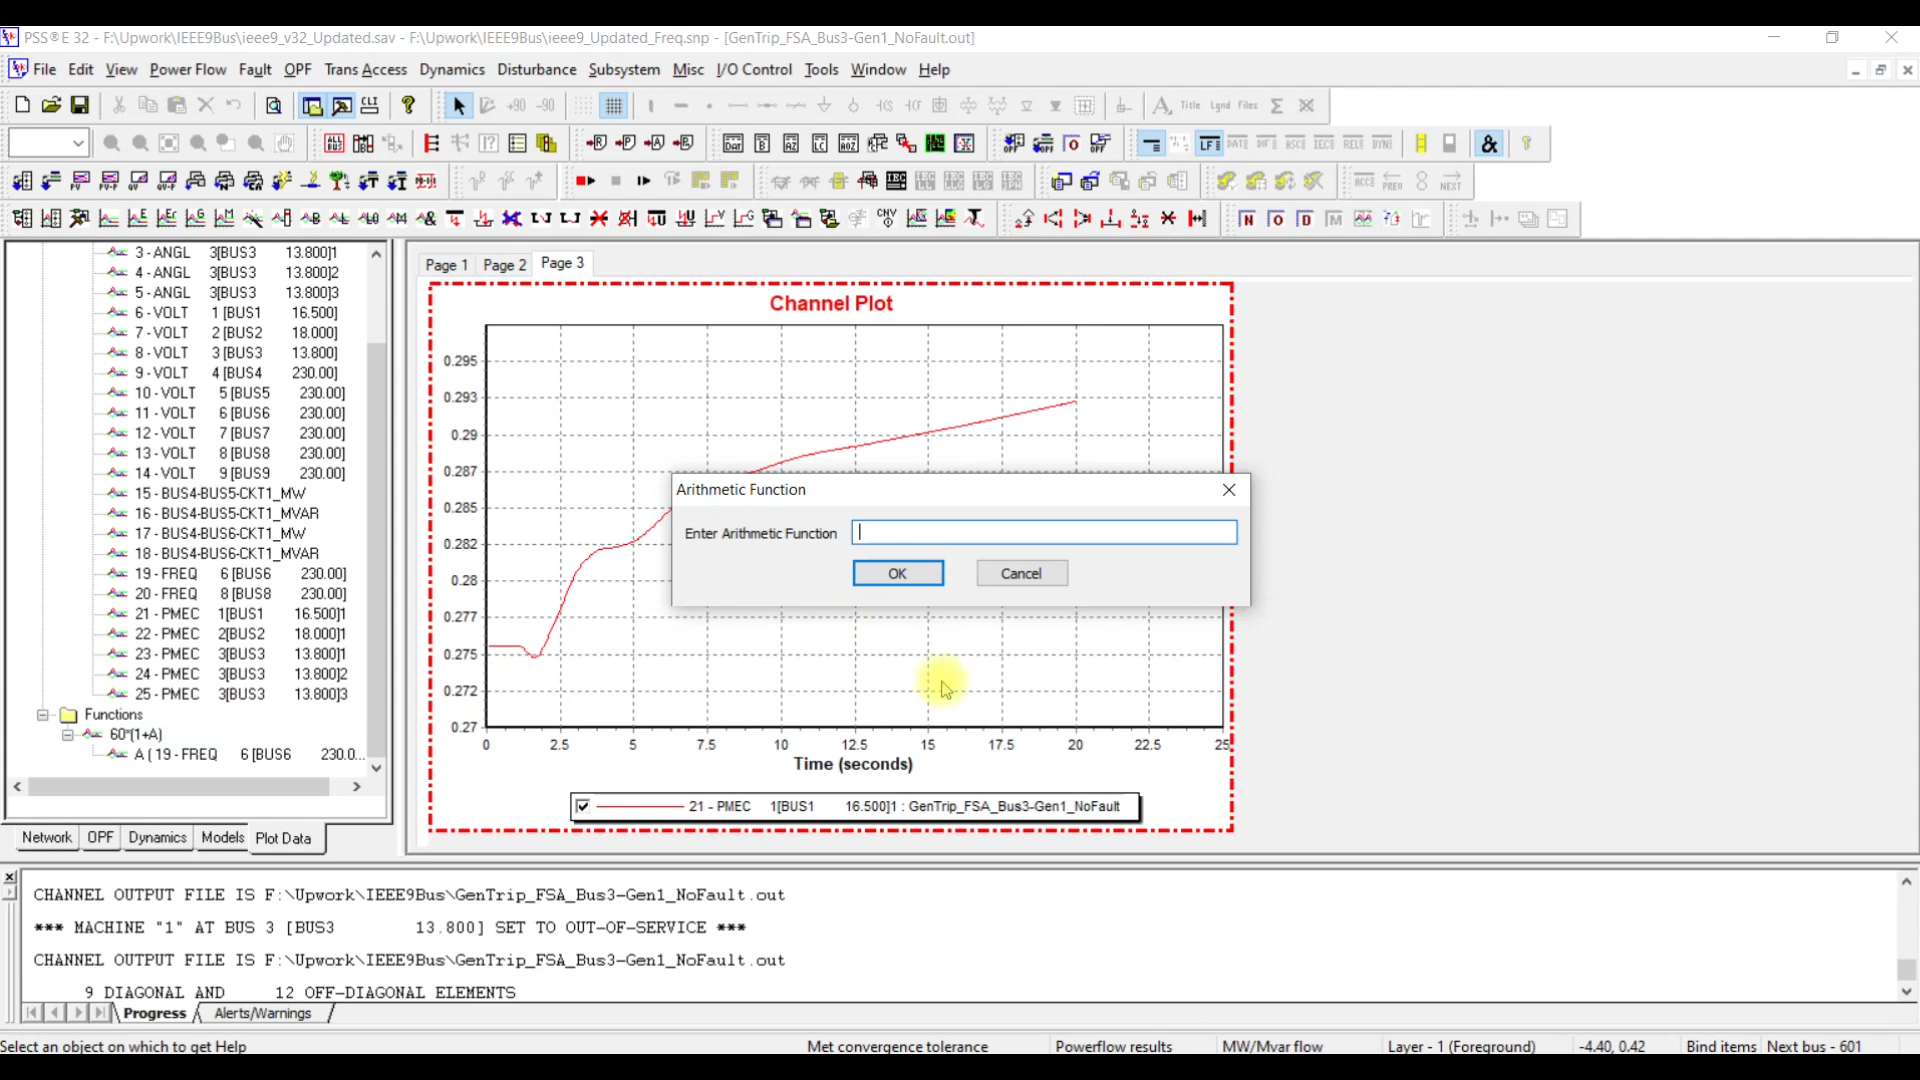 PSS®E 32 - F:\Upwork\IEEE9Bus\ieee9_v32_Updated.sav - F:\Upwork\IEEE9Bus\ieee9_Updated_Freq.snp - [GenTrip_FSA_Bus3-Gen1_NoFault.out]
File Edit View Power Flow Fault OPF Trans Access Dynamics Disturbance Subsystem Misc I/O Control Tools Window Help
3 - ANGL 3[BUS3 13.800]1
4 - ANGL 3[BUS3 13.800]2
5 - ANGL 3[BUS3 13.800]3
6 - VOLT 1 [BUS1 16.500]
7 - VOLT 2 [BUS2 18.000]
8 - VOLT 3 [BUS3 13.800]
9 - VOLT 4 [BUS4 230.00]
10 - VOLT 5 [BUS5 230.00]
11 - VOLT 6 [BUS6 230.00]
12 - VOLT 7 [BUS7 230.00]
13 - VOLT 8 [BUS8 230.00]
14 - VOLT 9 [BUS9 230.00]
15 - BUS4-BUS5-CKT1_MW
16 - BUS4-BUS5-CKT1_MVAR
17 - BUS4-BUS6-CKT1_MW
18 - BUS4-BUS6-CKT1_MVAR
19 - FREQ 6 [BUS6 230.00]
20 - FREQ 8 [BUS8 230.00]
21 - PMEC 1[BUS1 16.500]1
22 - PMEC 2[BUS2 18.000]1
23 - PMEC 3[BUS3 13.800]1
24 - PMEC 3[BUS3 13.800]2
25 - PMEC 3[BUS3 13.800]3
Functions
60*(1+A)
A ( 19 - FREQ 6 [BUS6 230.0...
Network OPF Dynamics Models Plot Data
Page 1 Page 2 Page 3
Channel Plot
0.295
0.293
0.29
0.287
0.285
0.282
0.28
0.277
0.275
0.272
0.27
0 2.5 5 7.5 10 12.5 15 17.5 20 22.5 25
Time (seconds)
21 - PMEC 1[BUS1 16.500]1 : GenTrip_FSA_Bus3-Gen1_NoFault
Arithmetic Function
Enter Arithmetic Function
OK Cancel
CHANNEL OUTPUT FILE IS F:\Upwork\IEEE9Bus\GenTrip_FSA_Bus3-Gen1_NoFault.out
*** MACHINE "1" AT BUS 3 [BUS3 13.800] SET TO OUT-OF-SERVICE ***
CHANNEL OUTPUT FILE IS F:\Upwork\IEEE9Bus\GenTrip_FSA_Bus3-Gen1_NoFault.out
9 DIAGONAL AND 12 OFF-DIAGONAL ELEMENTS
Progress Alerts/Warnings
Select an object on which to get Help Met convergence tolerance Powerflow results MW/Mvar flow Layer - 1 (Foreground) -4.40, 0.42 Bind items Next bus - 601